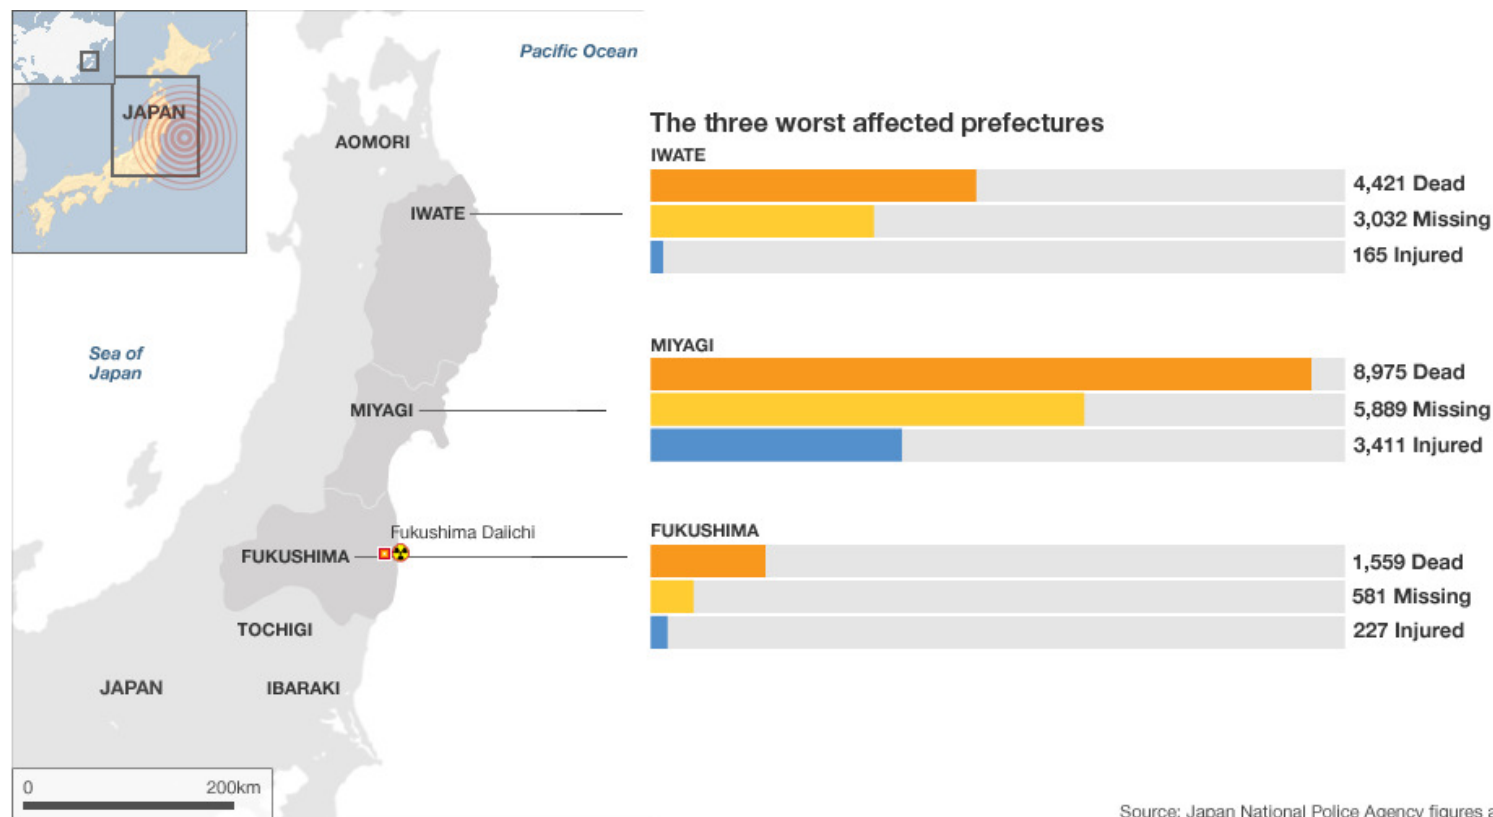 Pacific Ocean
JAPAN
AOMORI
IWATE
Sea of
Japan
MIYAGI
Fukushima Daiichi
FUKUSHIMA
TOCHIGI
JAPAN
IBARAKI
0 200km
The three worst affected prefectures
IWATE
4,421 Dead
3,032 Missing
165 Injured
MIYAGI
8,975 Dead
5,889 Missing
3,411 Injured
FUKUSHIMA
1,559 Dead
581 Missing
227 Injured
Source: Japan National Police Agency figures a